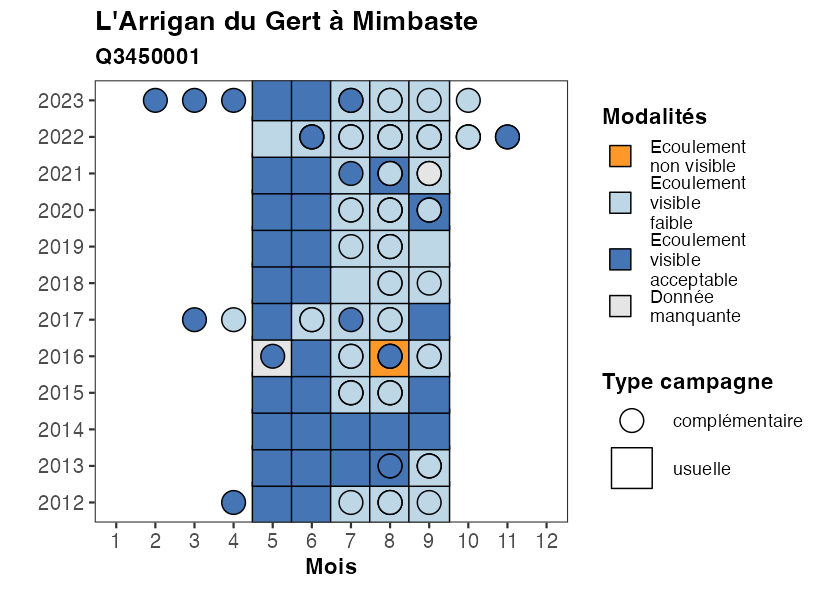 L'Arrigan du Gert à Mimbaste
Q3450001
2023
2022
2021
2020
2019
2018
2017
2016
2015
2014
2013
2012
1 2 3 4 5 6 7 8 9 10 11 12
Mois
Modalités
Ecoulement
non visible
Ecoulement
visible
faible
Ecoulement
visible
acceptable
Donnée
manquante
Type campagne
complémentaire
usuelle